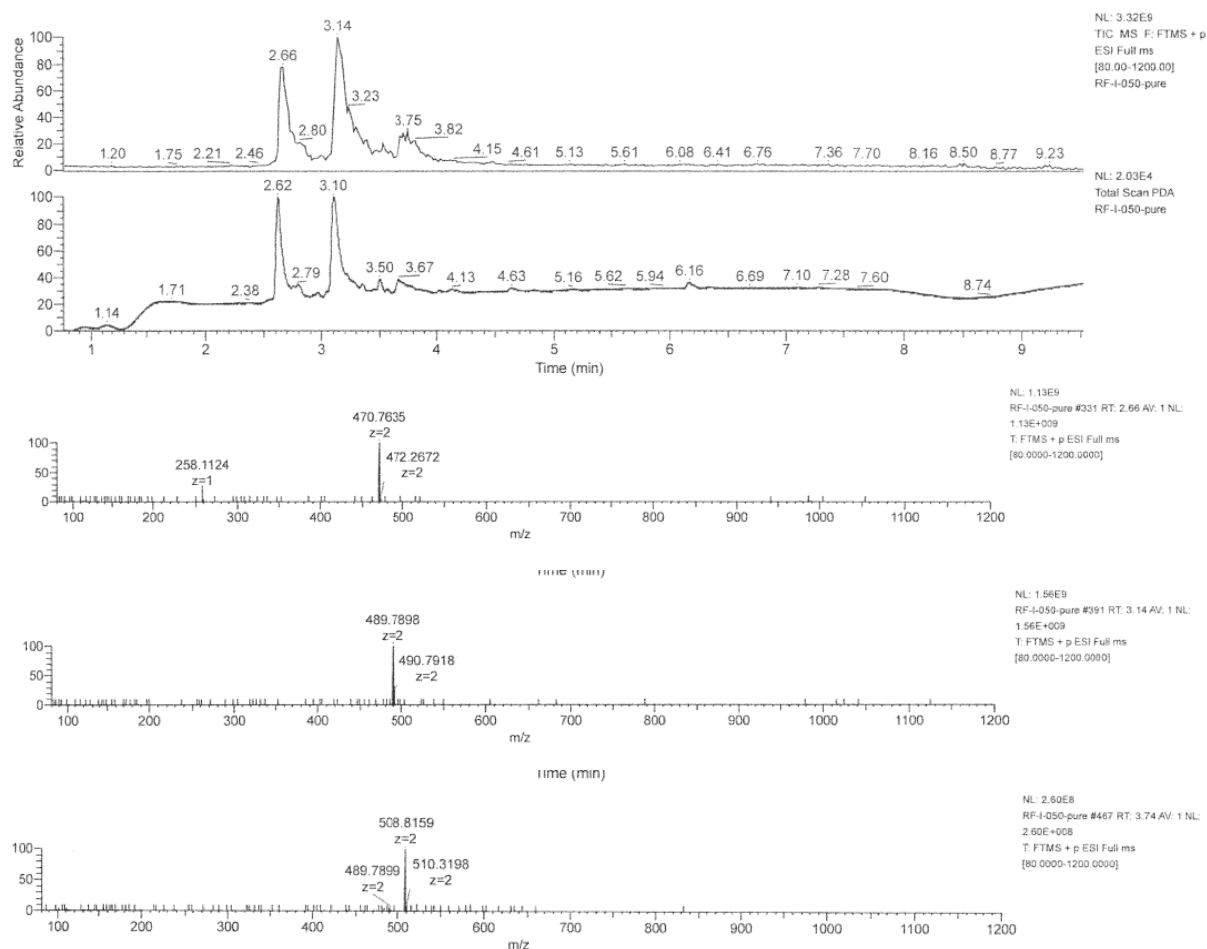 NL: 3.32E9
TIC MS F: FTMS + p
ESI Full ms
[80.00-1200.00]
RF-I-050-pure
Relative Abundance
100
80
60
40
20
0
3.14
2.66
3.23
2.80
3.75
3.82
1.20 1.75 2.21 2.46 4.15 4.61 5.13 5.61 6.08 6.41 6.76 7.36 7.70 8.16 8.50 8.77 9.23
NL: 2.03E4
Total Scan PDA
RF-I-050-pure
100
80
60
40
20
0
2.62 3.10
1.14 1.71 2.38 2.79 3.50 3.67 4.13 4.63 5.16 5.62 5.94 6.16 6.69 7.10 7.28 7.60 8.74
1 2 3 4 5 6 7 8 9
Time (min)
NL: 1.13E9
RF-I-050-pure #331 RT: 2.66 AV: 1 NL:
1.13E+009
T: FTMS + p ESI Full ms
[80.0000-1200.0000]
470.7635
z=2
472.2672
z=2
258.1124
z=1
100
50
0
100 200 300 400 500 600 700 800 900 1000 1100 1200
m/z
Time (min)
NL: 1.56E9
RF-I-050-pure #391 RT: 3.14 AV: 1 NL:
1.56E+009
T: FTMS + p ESI Full ms
[80.0000-1200.0000]
489.7898
z=2
490.7918
z=2
100
50
0
100 200 300 400 500 600 700 800 900 1000 1100 1200
m/z
Time (min)
NL: 2.60E8
RF-I-050-pure #467 RT: 3.74 AV: 1 NL:
2.60E+008
T: FTMS + p ESI Full ms
[80.0000-1200.0000]
508.8159
z=2
489.7899
z=2
510.3198
z=2
100
50
0
100 200 300 400 500 600 700 800 900 1000 1100 1200
m/z